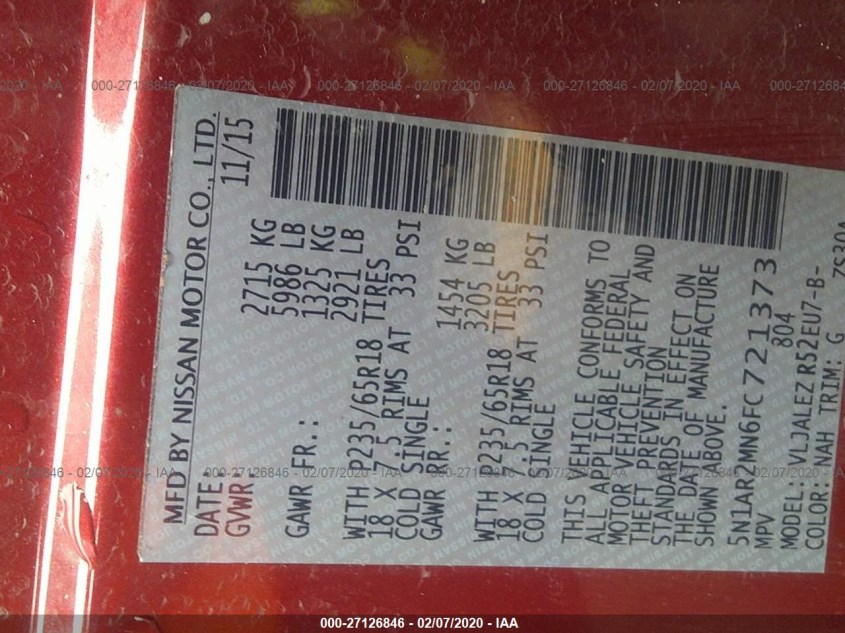 MFD BY NISSAN MOTOR CO., LTD.
DATE: 11/15
GVWR 2715 KG
5986 LB
GAWR FR.: 1325 KG
2921 LB
WITH P235/65R18 TIRES
18 X 7.5 RIMS AT 33 PSI
COLD SINGLE
GAWR PR.: 1454 KG
3205 LB
WITH P235/65R18 TIRES
18 X 7.5 RIMS AT 33 PSI
COLD SINGLE
THIS VEHICLE CONFORMS TO
ALL APPLICABLE FEDERAL
MOTOR VEHICLE SAFETY AND
THEFT PREVENTION
STANDARDS IN EFFECT ON
THE DATE OF MANUFACTURE
SHOWN ABOVE.
5N1AR2MN6FC721373
MPV 804
MODEL: VLJALEZ R52EU7-B-
COLOR: NAH TRIM: G
000-27126846 - 02/07/2020 - IAA